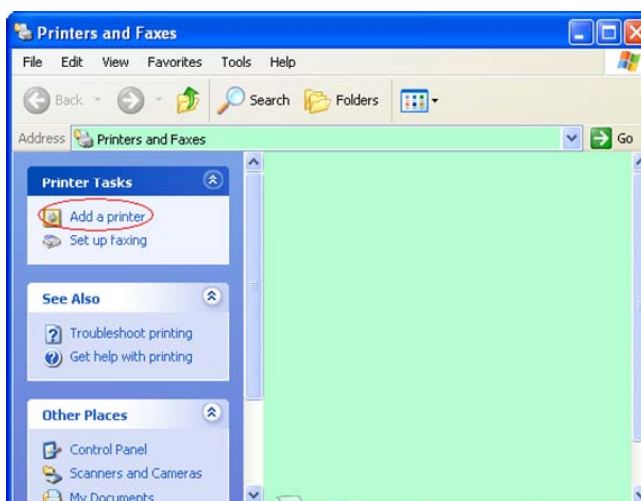 Printers and Faxes
File Edit View Favorites Tools Help
Back Search Folders
Address Printers and Faxes Go
Printer Tasks
Add a printer
Set up faxing
See Also
Troubleshoot printing
Get help with printing
Other Places
Control Panel
Scanners and Cameras
My Documents